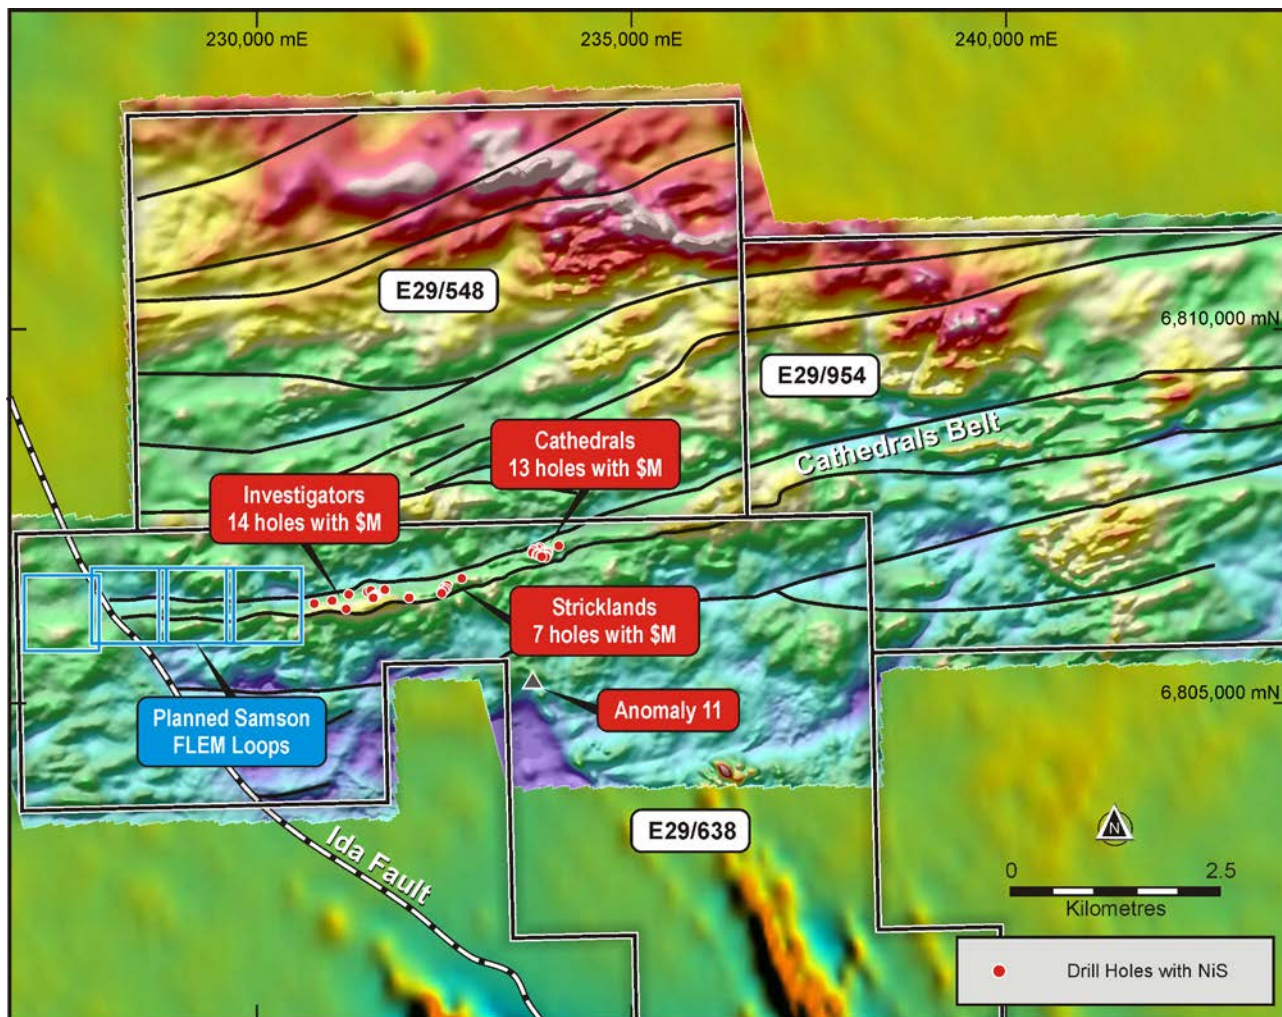 230,000 mE
235,000 mE
240,000 mE
E29/548
6,810,000 mN
E29/954
Cathedrals Belt
Cathedrals
13 holes with $M
Investigators
14 holes with $M
Stricklands
7 holes with $M
6,805,000 mN
Anomaly 11
Planned Samson
FLEM Loops
E29/638
Ida Fault
N
0 2.5
Kilometres
Drill Holes with NiS